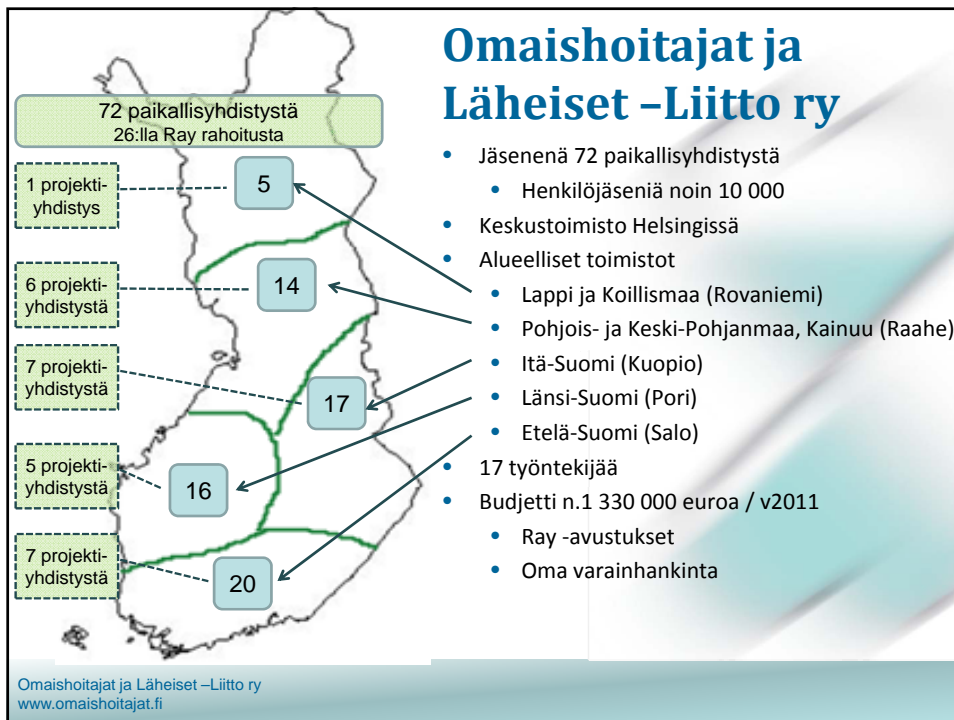 Omaishoitajat ja
Läheiset –Liitto ry
72 paikallisyhdistystä
26:lla Ray rahoitusta
1 projekti-
yhdistys
5
6 projekti-
yhdistystä
14
7 projekti-
yhdistystä
17
5 projekti-
yhdistystä
16
7 projekti-
yhdistystä
20
• Jäsenenä 72 paikallisyhdistystä
• Henkilöjäseniä noin 10 000
• Keskustoimisto Helsingissä
• Alueelliset toimistot
• Lappi ja Koillismaa (Rovaniemi)
• Pohjois- ja Keski-Pohjanmaa, Kainuu (Raahe)
• Itä-Suomi (Kuopio)
• Länsi-Suomi (Pori)
• Etelä-Suomi (Salo)
• 17 työntekijää
• Budjetti n.1 330 000 euroa / v2011
• Ray -avustukset
• Oma varainhankinta
Omaishoitajat ja Läheiset –Liitto ry
www.omaishoitajat.fi